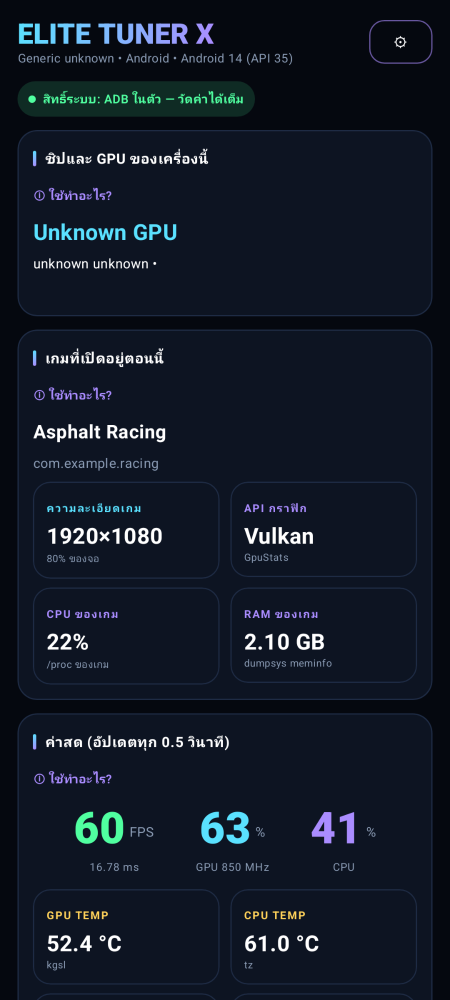 ELITE TUNER X
Generic unknown • Android • Android 14 (API 35)
⚙
สิทธิ์ระบบ: ADB ในตัว — วัดค่าได้เต็ม
ชิปและ GPU ของเครื่องนี้
ⓘ ใช้ทำอะไร?
Unknown GPU
unknown unknown •
เกมที่เปิดอยู่ตอนนี้
ⓘ ใช้ทำอะไร?
Asphalt Racing
com.example.racing
ความละเอียดเกม
1920×1080
80% ของจอ
API กราฟิก
Vulkan
GpuStats
CPU ของเกม
22%
/proc ของเกม
RAM ของเกม
2.10 GB
dumpsys meminfo
ค่าสด (อัปเดตทุก 0.5 วินาที)
ⓘ ใช้ทำอะไร?
60 FPS
16.78 ms
63 %
GPU 850 MHz
41 %
CPU
GPU TEMP
52.4 °C
kgsl
CPU TEMP
61.0 °C
tz